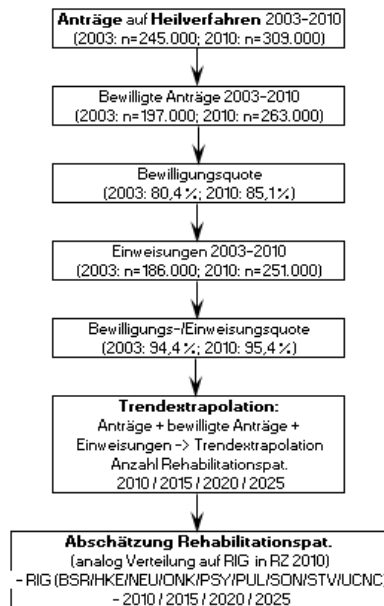 Anträge auf Heilverfahren 2003-2010
(2003: n=245.000; 2010: n=309.000)
Bewilligte Anträge 2003-2010
(2003: n=197.000; 2010: n=263.000)
Bewilligungsquote
(2003: 80,4%; 2010: 85,1%)
Einweisungen 2003-2010
(2003: n=186.000; 2010: n=251.000)
Bewilligungs-/Einweisungsquote
(2003: 94,4%; 2010: 95,4%)
Trendextrapolation:
Anträge + bewilligte Anträge +
Einweisungen -> Trendextrapolation
Anzahl Rehabilitationspat.
2010 / 2015 / 2020 / 2025
Abschätzung Rehabilitationspat.
(analog Verteilung auf RIG in RZ 2010)
- RIG (BSR/HKE/NEU/ONK/PSY/PUL/SON/STV/UCNC)
- 2010 / 2015 / 2020 / 2025